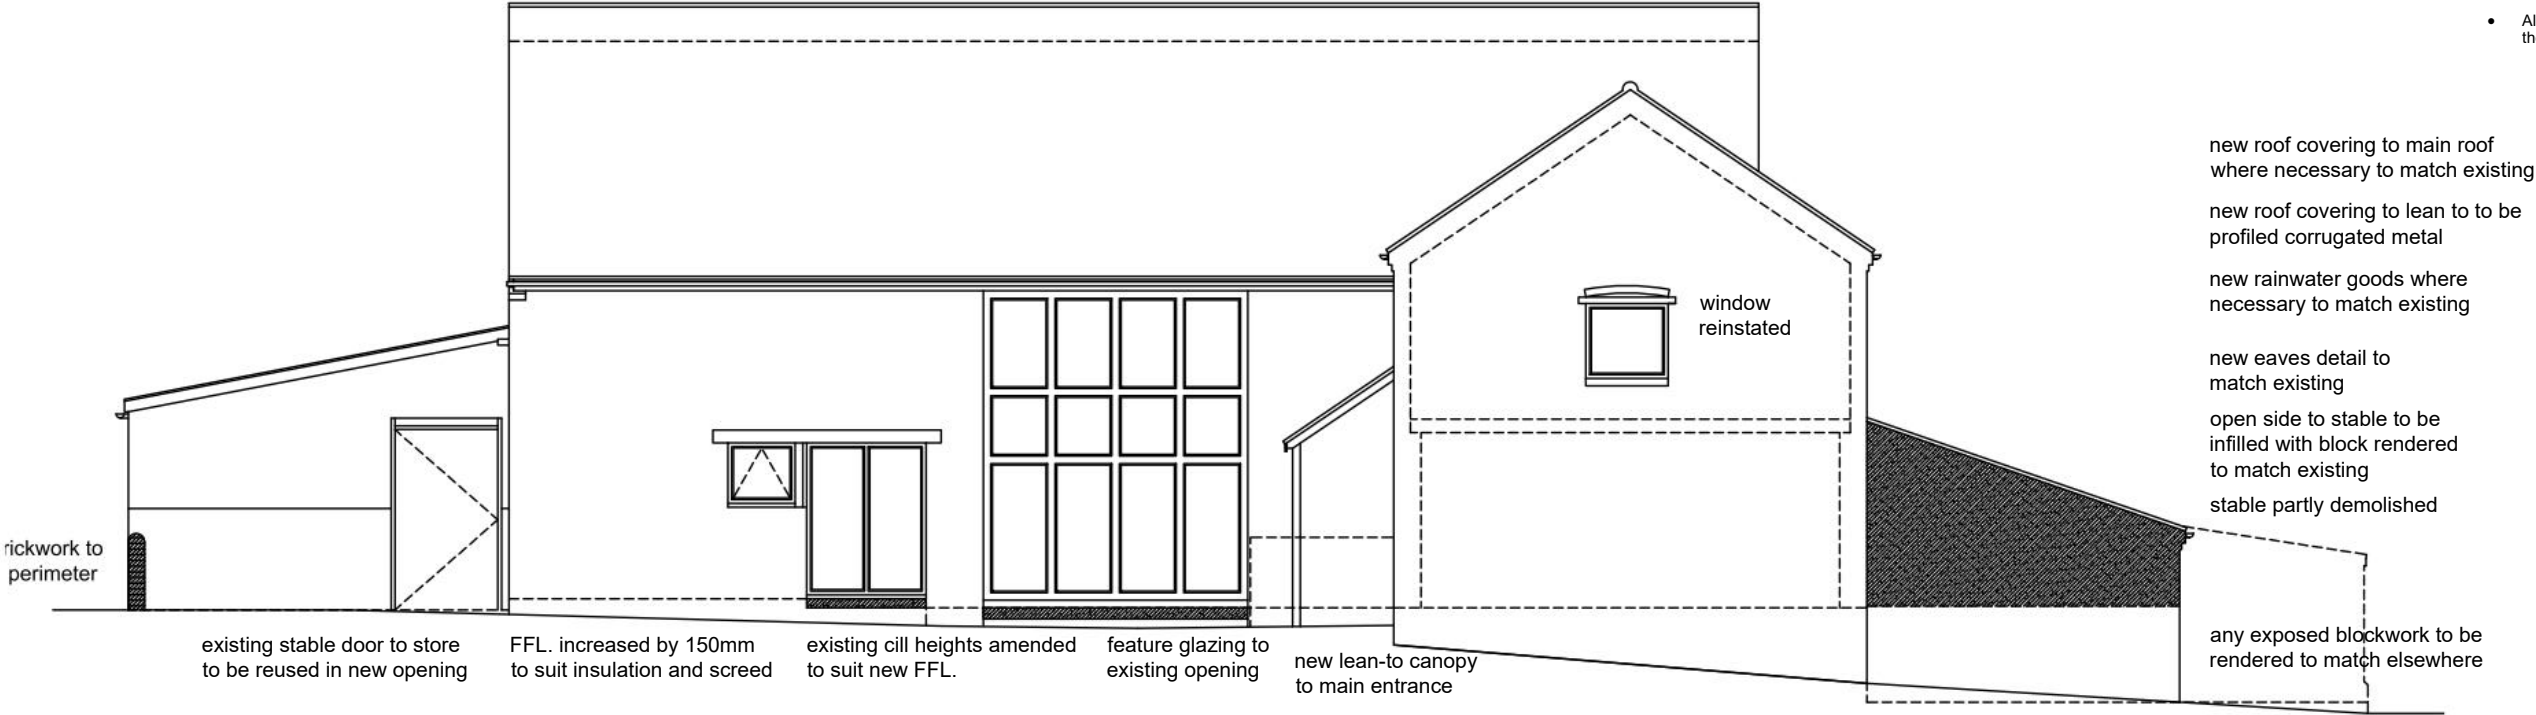 • Al
th
new roof covering to main roof
where necessary to match existing
new roof covering to lean to to be
profiled corrugated metal
new rainwater goods where
necessary to match existing
window
reinstated
new eaves detail to
match existing
open side to stable to be
infilled with block rendered
to match existing
stable partly demolished
rickwork to
perimeter
existing stable door to store
to be reused in new opening
FFL. increased by 150mm
to suit insulation and screed
existing cill heights amended
to suit new FFL.
feature glazing to
existing opening
new lean-to canopy
to main entrance
any exposed blockwork to be
rendered to match elsewhere